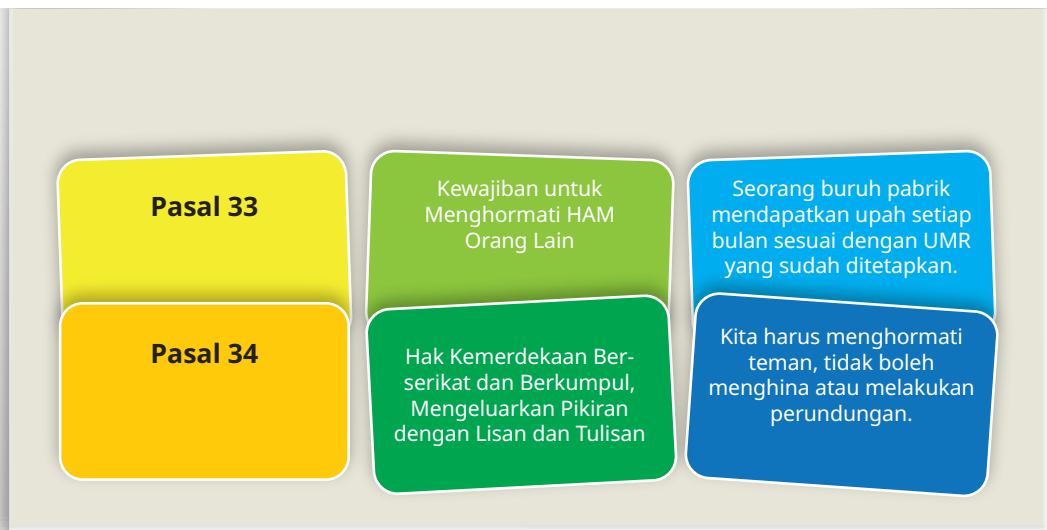 Pasal 33
Kewajiban untuk
Menghormati HAM
Orang Lain
Seorang buruh pabrik
mendapatkan upah setiap
bulan sesuai dengan UMR
yang sudah ditetapkan.
Pasal 34
Hak Kemerdekaan Ber-
serikat dan Berkumpul,
Mengeluarkan Pikiran
dengan Lisan dan Tulisan
Kita harus menghormati
teman, tidak boleh
menghina atau melakukan
perundungan.